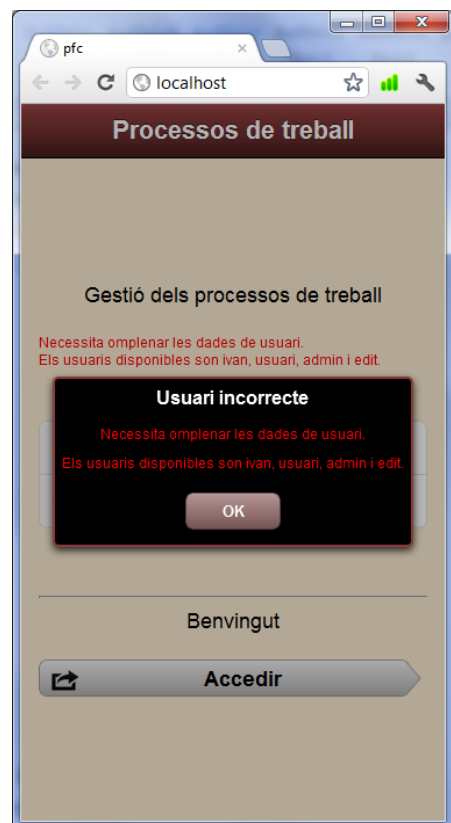 pfc
localhost
Processos de treball
Gestió dels processos de treball
Necessita omplenar les dades de usuari.
Els usuaris disponibles son ivan, usuari, admin i edit.
Usuari incorrecte
Necessita omplenar les dades de usuari.
Els usuaris disponibles son ivan, usuari, admin i edit.
OK
Benvingut
Accedir